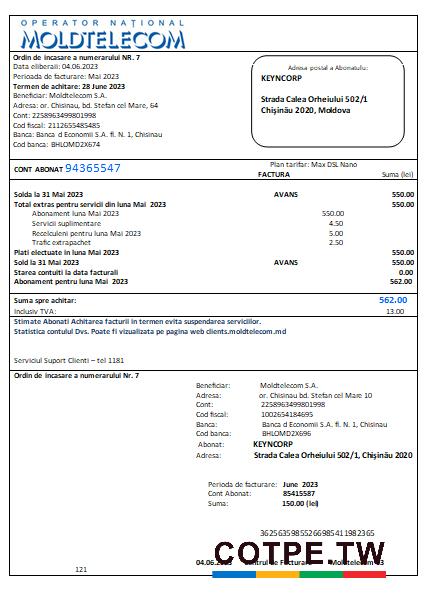 OPERATOR NAȚIONAL
MOLDTELECOM
Ordin de incasare a numerarului NR. 7
Data eliberaii: 04.06.2023
Perioada de facturare: Mai 2023
Termen de achitare: 28 June 2023
Beneficiar: Moldtelecom S.A.
Adresa: or. Chisinau, bd. Stefan cel Mare, 64
Cont: 2258963499801998
Cod fiscal: 2112655485485
Banca: Banca d Economii S.A. fl. N. 1, Chisinau
Cod banca: BHLOMD2X674
Adresa postal a Abonatulu:
KEYNCORP
Strada Calea Orheiului 502/1
Chișinău 2020, Moldova
CONT ABONAT 94365547
Plan tarifar: Max DSL Nano
FACTURA Suma (lei)
Solda la 31 Mai 2023 AVANS 550.00
Total extras pentru servicii din luna Mai 2023 550.00
Abonament luna Mai 2023 550.00
Servicii suplimentare 4.50
Recelculeni pentru luna Mai 2023 5.00
Trafic extrapachet 2.50
Plati electuate in luna Mai 2023 550.00
Sold la 31 Mai 2023 AVANS 550.00
Starea contuli la data facturali 0.00
Abonament pentru luna Mai 2023 562.00
Suma spre achitar: 562.00
Inclusiv TVA: 13.00
Stimate Abonati Achitarea facturii in termen evita suspendarea serviciilor.
Statistica contului Dvs. Poate fi vizualizata pe pagina web clients.moldtelecom.md
Serviciul Suport Clienti – tel 1181
Ordin de incasare a numerarului Nr. 7
Beneficiar: Moldtelecom S.A.
Adresa: or. Chisinau bd. Stefan cel Mare 10
Cont: 2258963499801998
Cod fiscal: 1002654184695
Banca: Banca d Economii S.A. fl. N. 1, Chisinau
Cod banca: BHLOMD2X696
Abonat: KEYNCORP
Adresa: Strada Calea Orheiului 502/1, Chișinău 2020
Perioda de facturare: June 2023
Cont Abonat: 85415587
Suma: 150.00 (lei)
36256359855266985411982365
COTPE.TW
04.06.2023
121